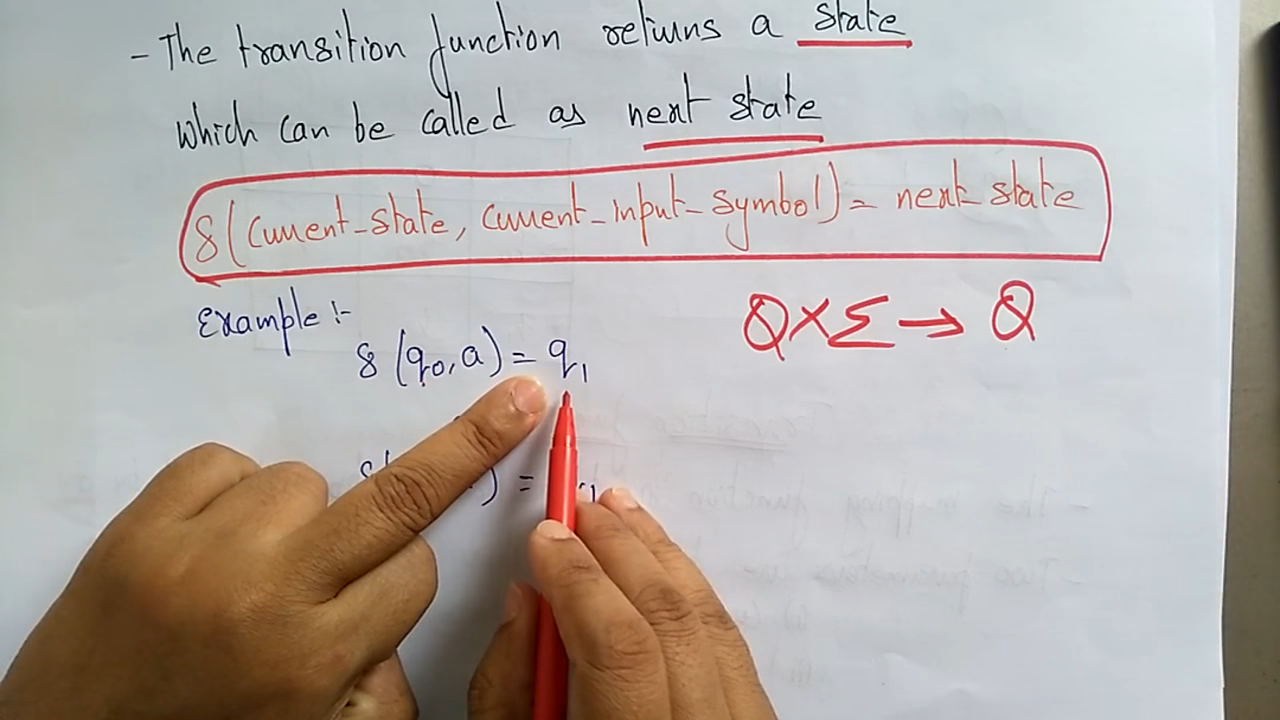 - The transition function returns a state
which can be called as next state
δ(current_state, current_input_symbol) = next state
Example :-
Q×Σ → Q
δ(q0, a) = q1